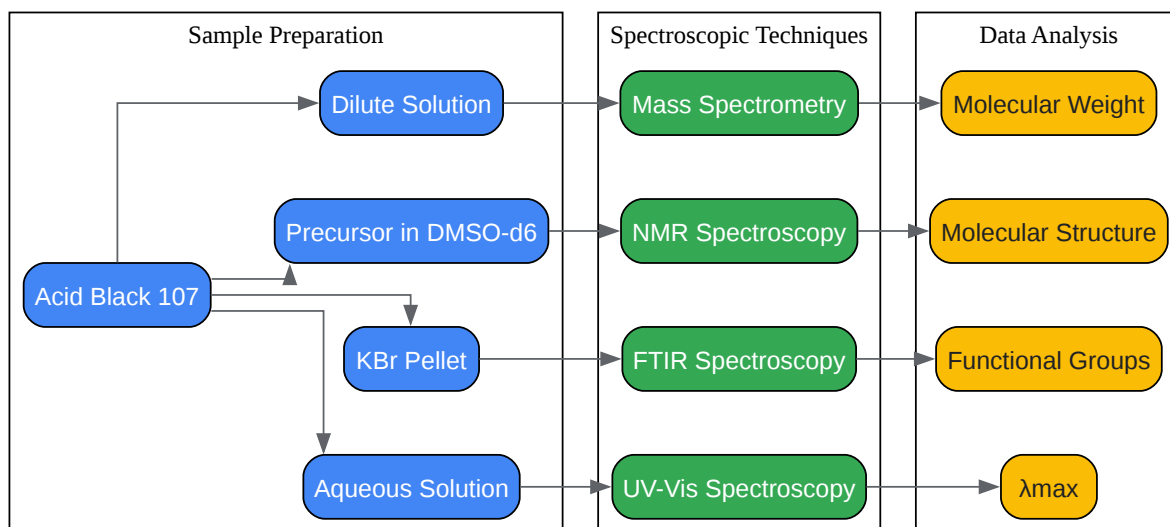 Sample Preparation
Spectroscopic Techniques
Data Analysis
Dilute Solution
Mass Spectrometry
Molecular Weight
Precursor in DMSO-d6
NMR Spectroscopy
Molecular Structure
Acid Black 107
KBr Pellet
FTIR Spectroscopy
Functional Groups
Aqueous Solution
UV-Vis Spectroscopy
λmax